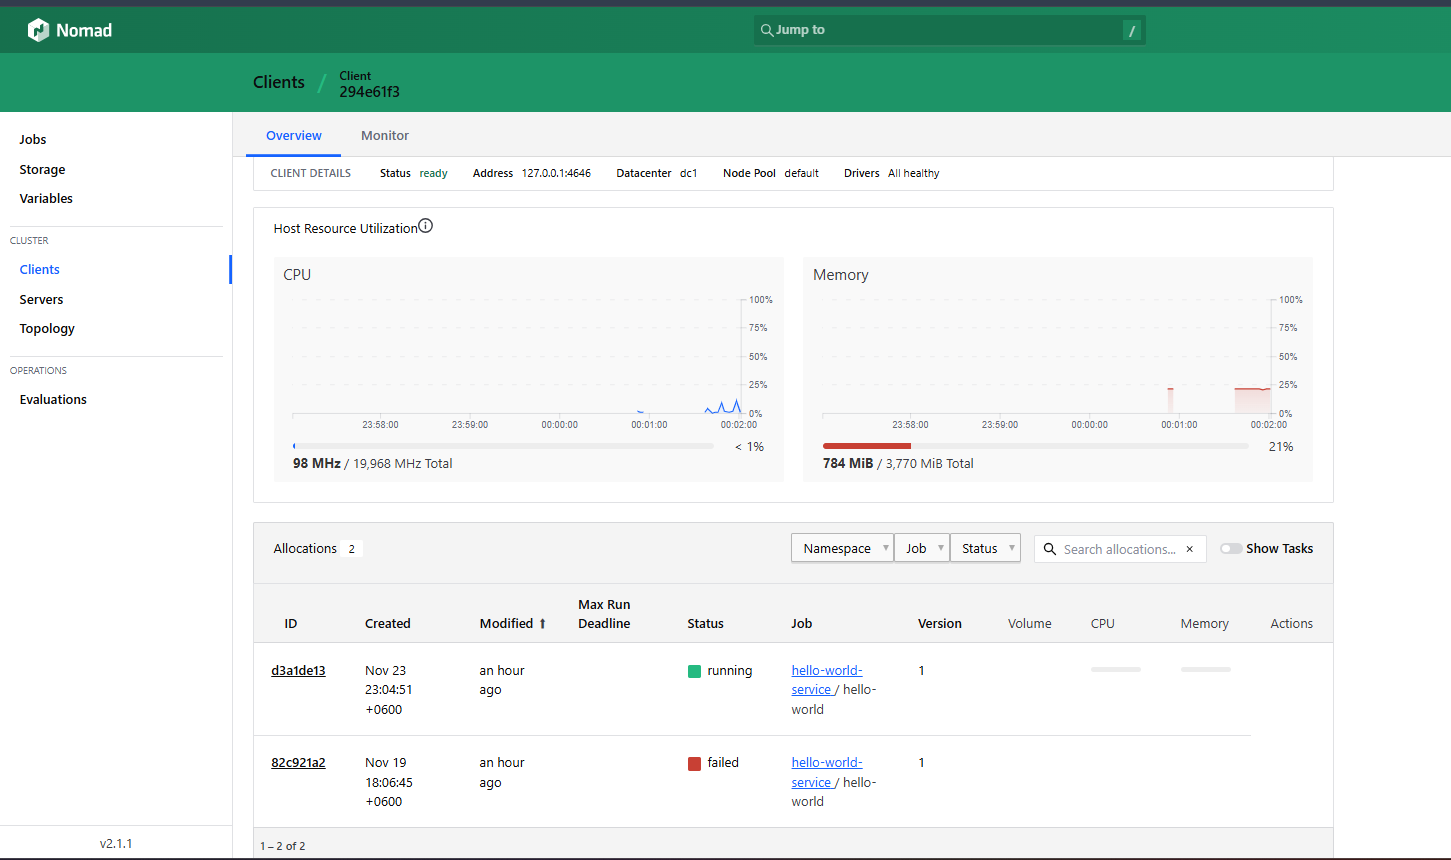 Nomad
Jump to
/
Clients / Client
294e61f3
Jobs
Storage
Variables
CLUSTER
Clients
Servers
Topology
OPERATIONS
Evaluations
v2.1.1
Overview Monitor
CLIENT DETAILS Status ready Address 127.0.0.1:4646 Datacenter dc1 Node Pool default Drivers All healthy
Host Resource Utilization
CPU
100%
75%
50%
25%
0%
23:58:00 23:59:00 00:00:00 00:01:00 00:02:00
< 1%
98 MHz / 19,968 MHz Total
Memory
100%
75%
50%
25%
0%
23:58:00 23:59:00 00:00:00 00:01:00 00:02:00
21%
784 MiB / 3,770 MiB Total
Allocations 2
Namespace Job Status Search allocations... × Show Tasks
ID Created Modified Max Run Deadline Status Job Version Volume CPU Memory Actions
d3a1de13 Nov 23 an hour running hello-world- 1
23:04:51 ago service / hello-
+0600 world
82c921a2 Nov 19 an hour failed hello-world- 1
18:06:45 ago service / hello-
+0600 world
1 – 2 of 2